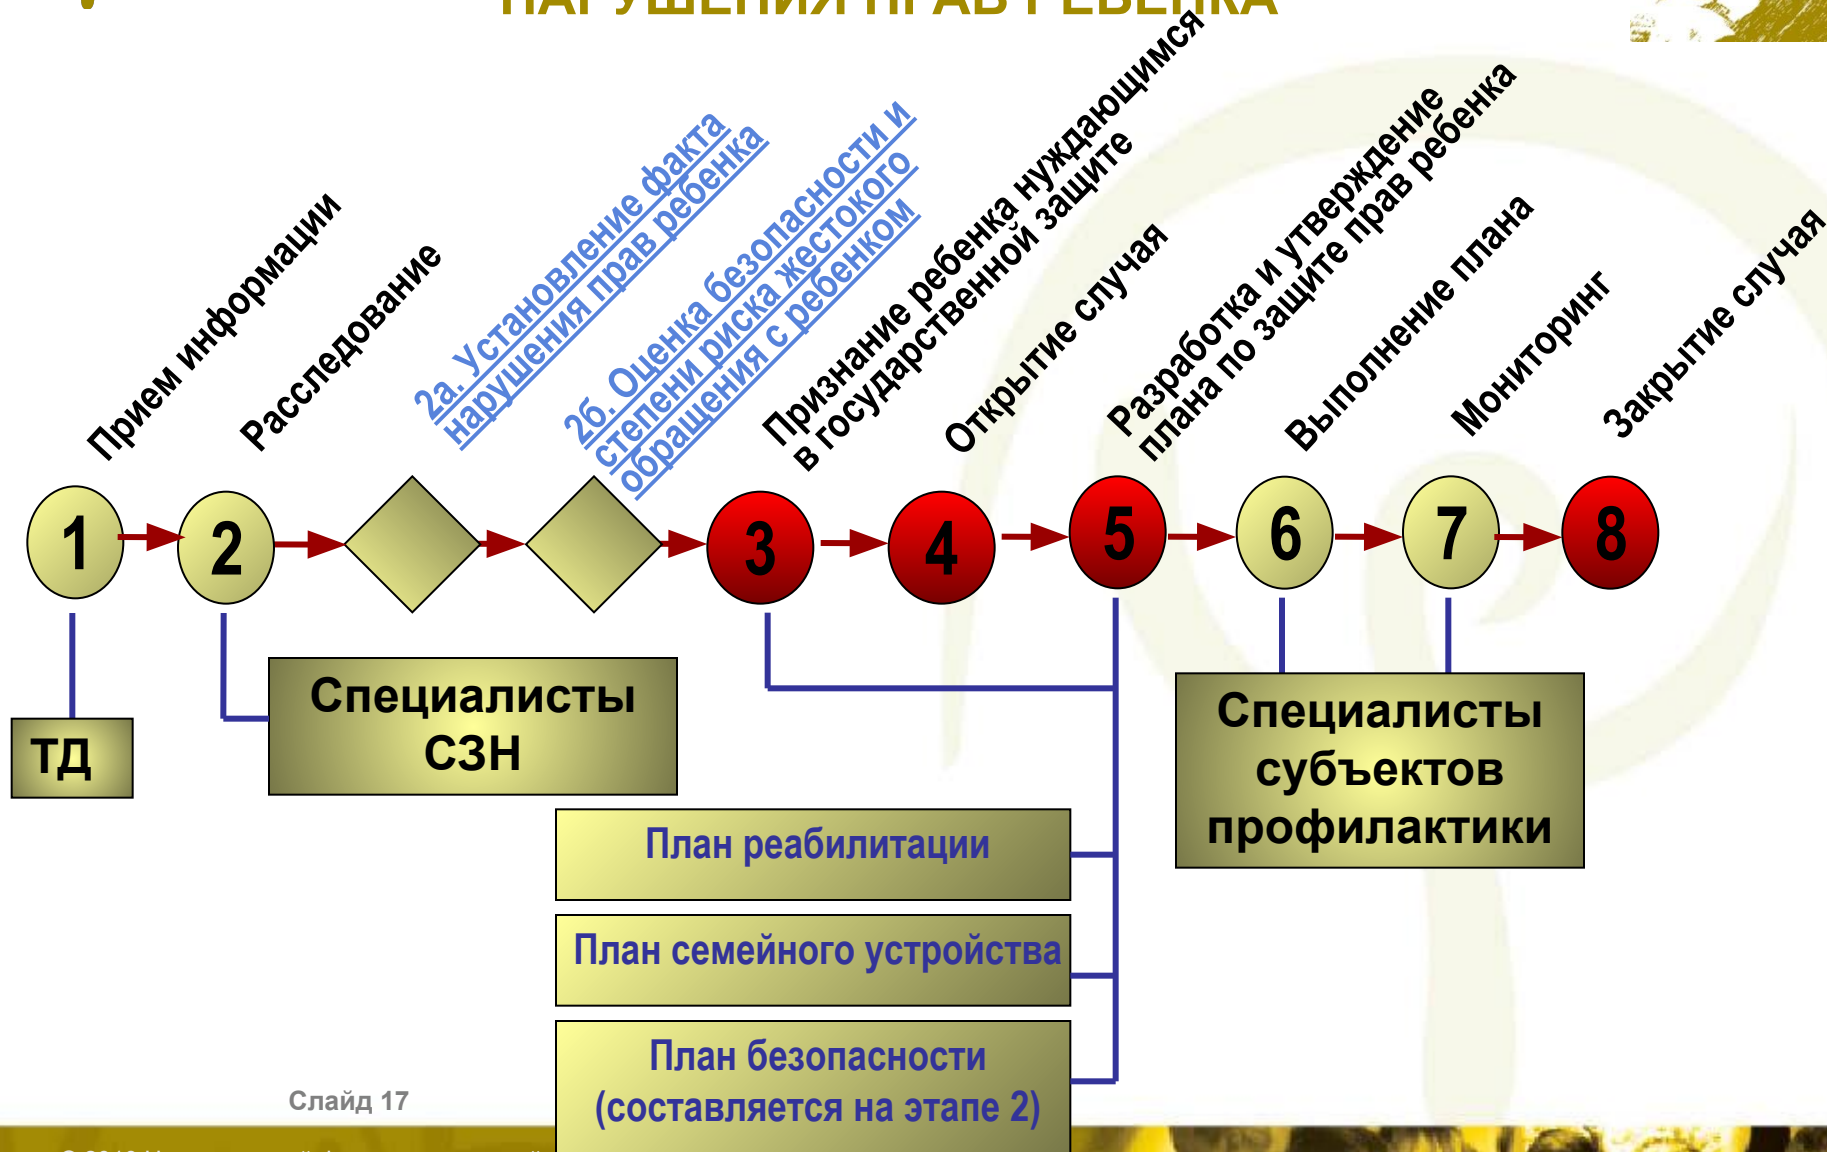 НАРУШЕНИЯ ПРАВ РЕБЕНКА
Прием информации
Расследование
2а. Установление факта
нарушения прав ребенка
2б. Оценка безопасности и
степени риска жестокого
обращения с ребенком
Признание ребенка нуждающимся
в государственной защите
Открытие случая
Разработка и утверждение
плана по защите прав ребенка
Выполнение плана
Мониторинг
Закрытие случая
1
2
3
4
5
6
7
8
ТД
Специалисты
СЗН
Специалисты
субъектов
профилактики
План реабилитации
План семейного устройства
План безопасности
(составляется на этапе 2)
Слайд 17